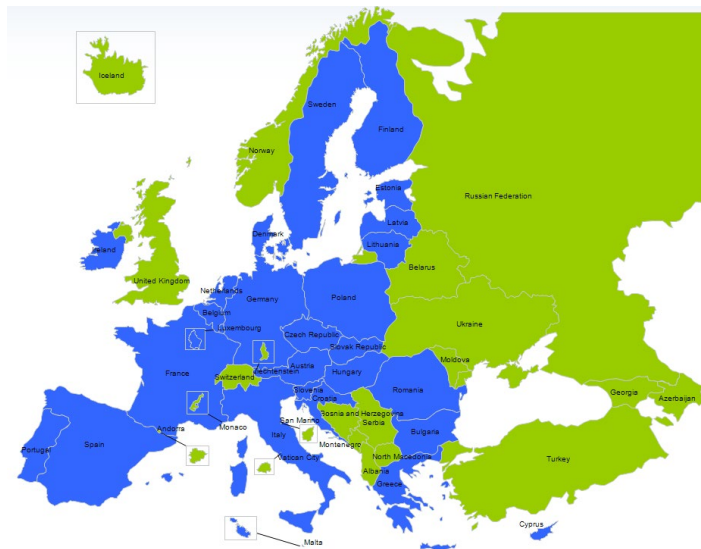 Iceland
Sweden
Finland
Norway
Russian Federation
Estonia
Latvia
Denmark
Lithuania
Ireland
Belarus
United Kingdom
Netherlands
Germany
Poland
Belgium
Ukraine
Luxembourg
Czech Republic
Slovak Republic
Moldova
Austria
Liechtenstein
Hungary
France
Switzerland
Romania
Slovenia
Croatia
Georgia
Azerbaijan
Bosnia and Herzegovina
San Marino
Serbia
Monaco
Bulgaria
Andorra
Italy
Montenegro
Spain
Portugal
Vatican City
North Macedonia
Turkey
Albania
Greece
Cyprus
Malta